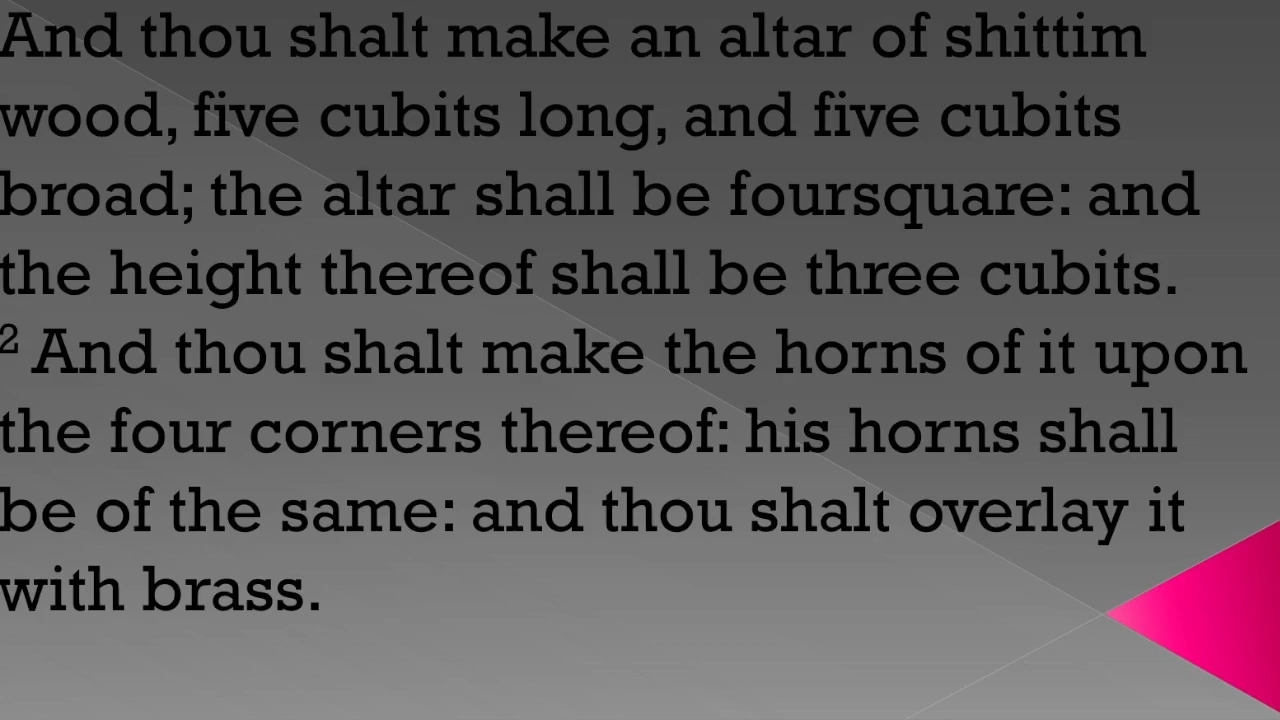 And thou shalt make an altar of shittim
wood, five cubits long, and five cubits
broad; the altar shall be foursquare: and
the height thereof shall be three cubits.
2 And thou shalt make the horns of it upon
the four corners thereof: his horns shall
be of the same: and thou shalt overlay it
with brass.